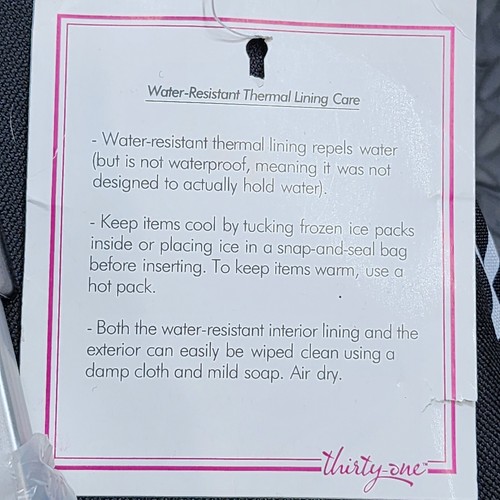 Water-Resistant Thermal Lining Care
- Water-resistant thermal lining repels water
(but is not waterproof, meaning it was not
designed to actually hold water).
- Keep items cool by tucking frozen ice packs
inside or placing ice in a snap-and-seal bag
before inserting. To keep items warm, use a
hot pack.
- Both the water-resistant interior lining and the
exterior can easily be wiped clean using a
damp cloth and mild soap. Air dry.
thirty-one™